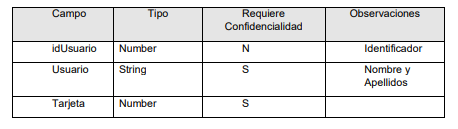 Campo Tipo Requiere Confidencialidad Observaciones
idUsuario Number N Identificador
Usuario String S Nombre y Apellidos
Tarjeta Number S